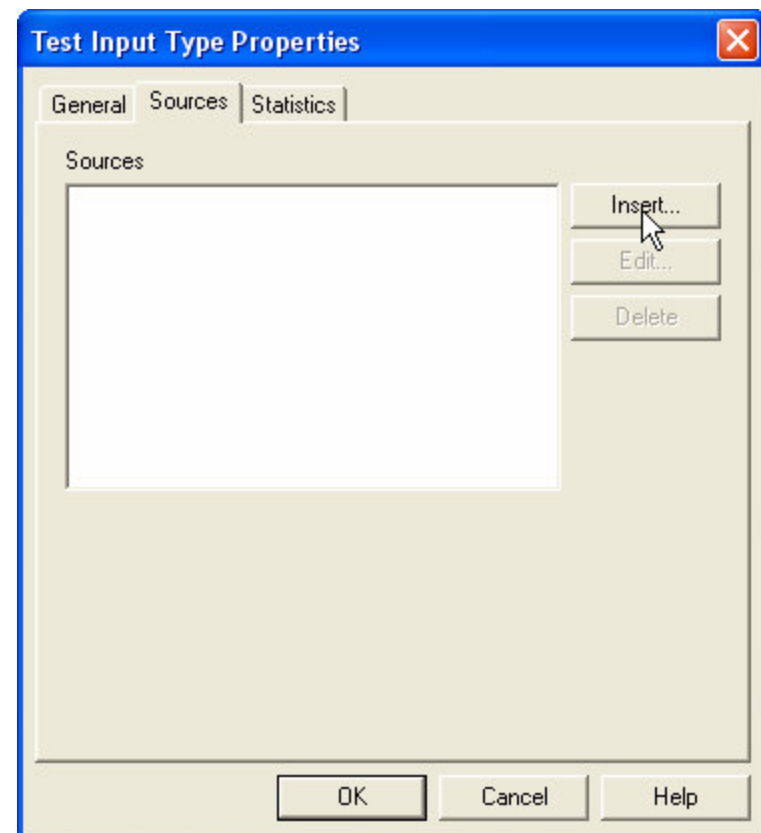 Test Input Type Properties
General Sources Statistics
Sources
Insert...
Edit...
Delete
OK Cancel Help